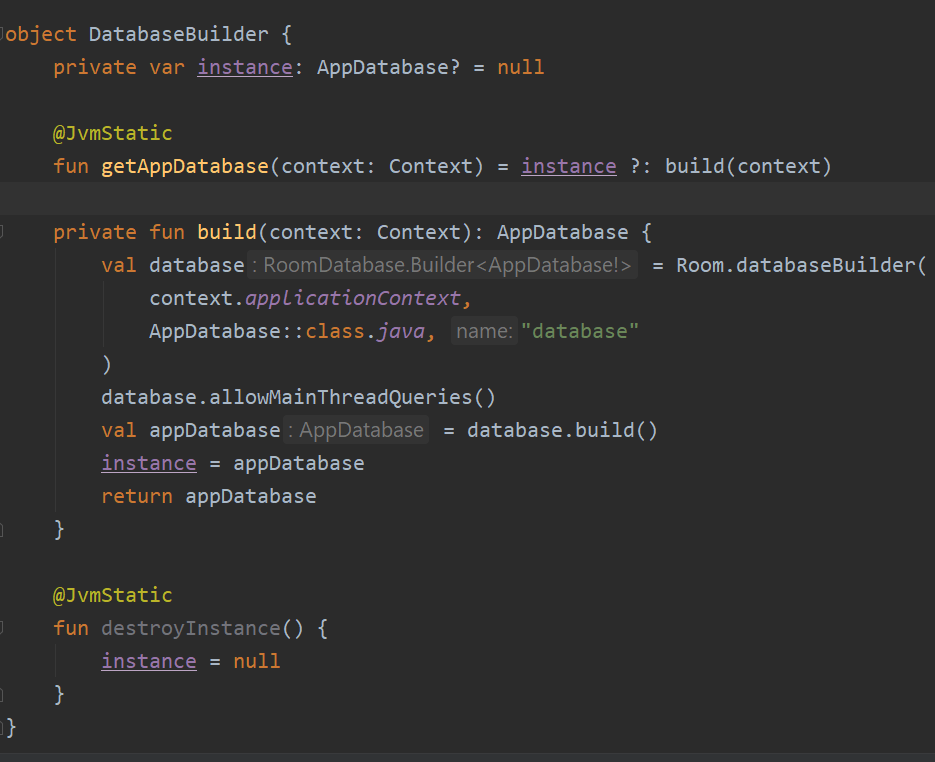 object DatabaseBuilder {
    private var instance: AppDatabase? = null

    @JvmStatic
    fun getAppDatabase(context: Context) = instance ?: build(context)

    private fun build(context: Context): AppDatabase {
        val database : RoomDatabase.Builder<AppDatabase!> = Room.databaseBuilder(
            context.applicationContext,
            AppDatabase::class.java, name: "database"
        )
        database.allowMainThreadQueries()
        val appDatabase : AppDatabase = database.build()
        instance = appDatabase
        return appDatabase
    }

    @JvmStatic
    fun destroyInstance() {
        instance = null
    }
}